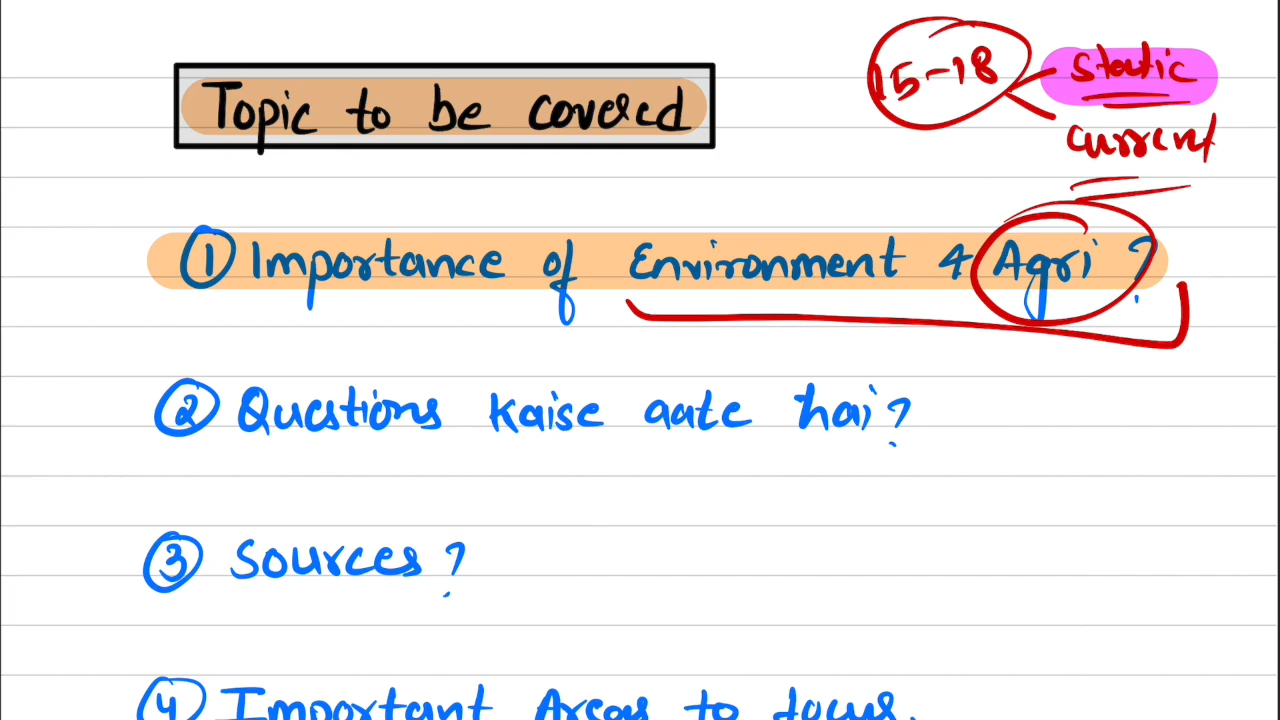 15-18
static
current
Topic to be covered
① Importance of Environment & Agri?
② Questions kaise aate hai?
③ Sources?
④ Important Areas to focus.